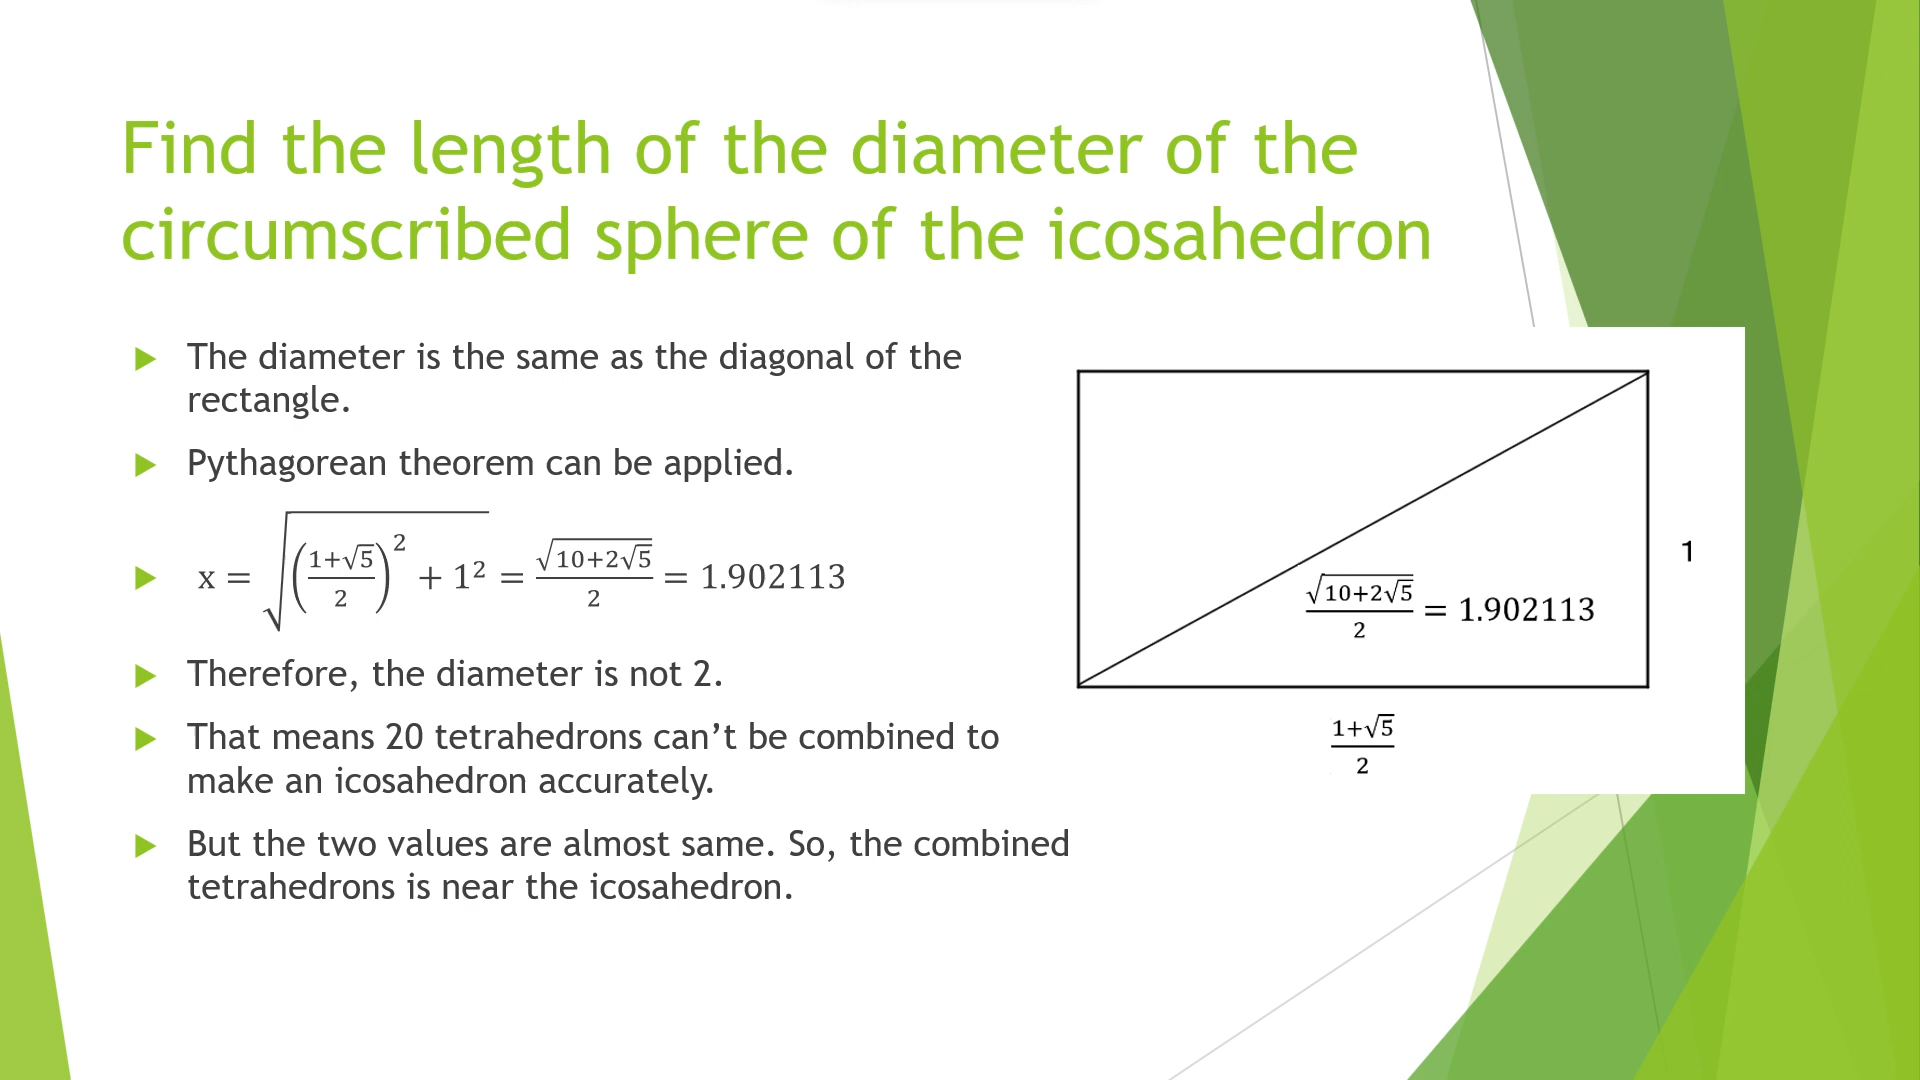 Find the length of the diameter of the
circumscribed sphere of the icosahedron
The diameter is the same as the diagonal of the
rectangle.
Pythagorean theorem can be applied.
x = √((1+√5)/2)² + 1² = √(10+2√5)/2 = 1.902113
Therefore, the diameter is not 2.
That means 20 tetrahedrons can’t be combined to
make an icosahedron accurately.
But the two values are almost same. So, the combined
tetrahedrons is near the icosahedron.
1
√(10+2√5)/2 = 1.902113
(1+√5)/2